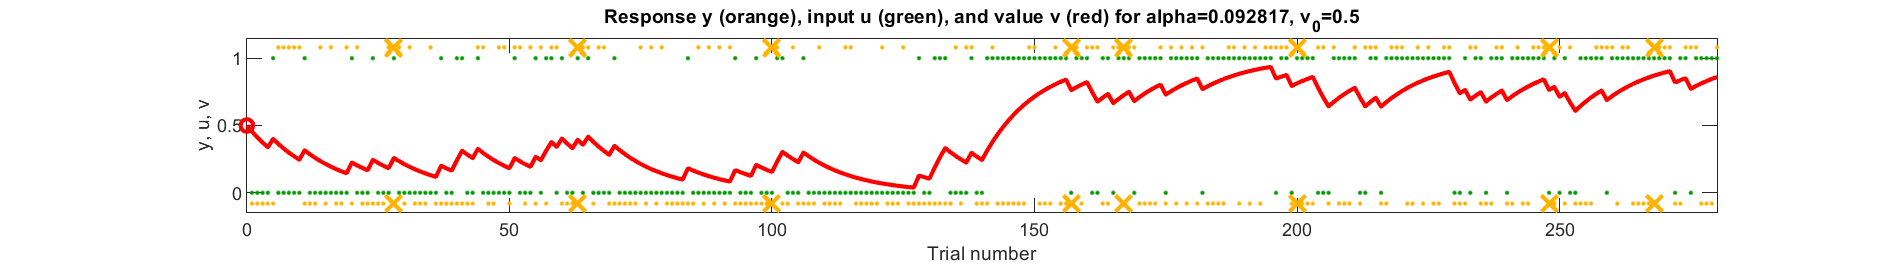 Response y (orange), input u (green), and value v (red) for alpha=0.092817, v0=0.5
y, u, v
1
0.5
0
0 50 100 150 200 250
Trial number